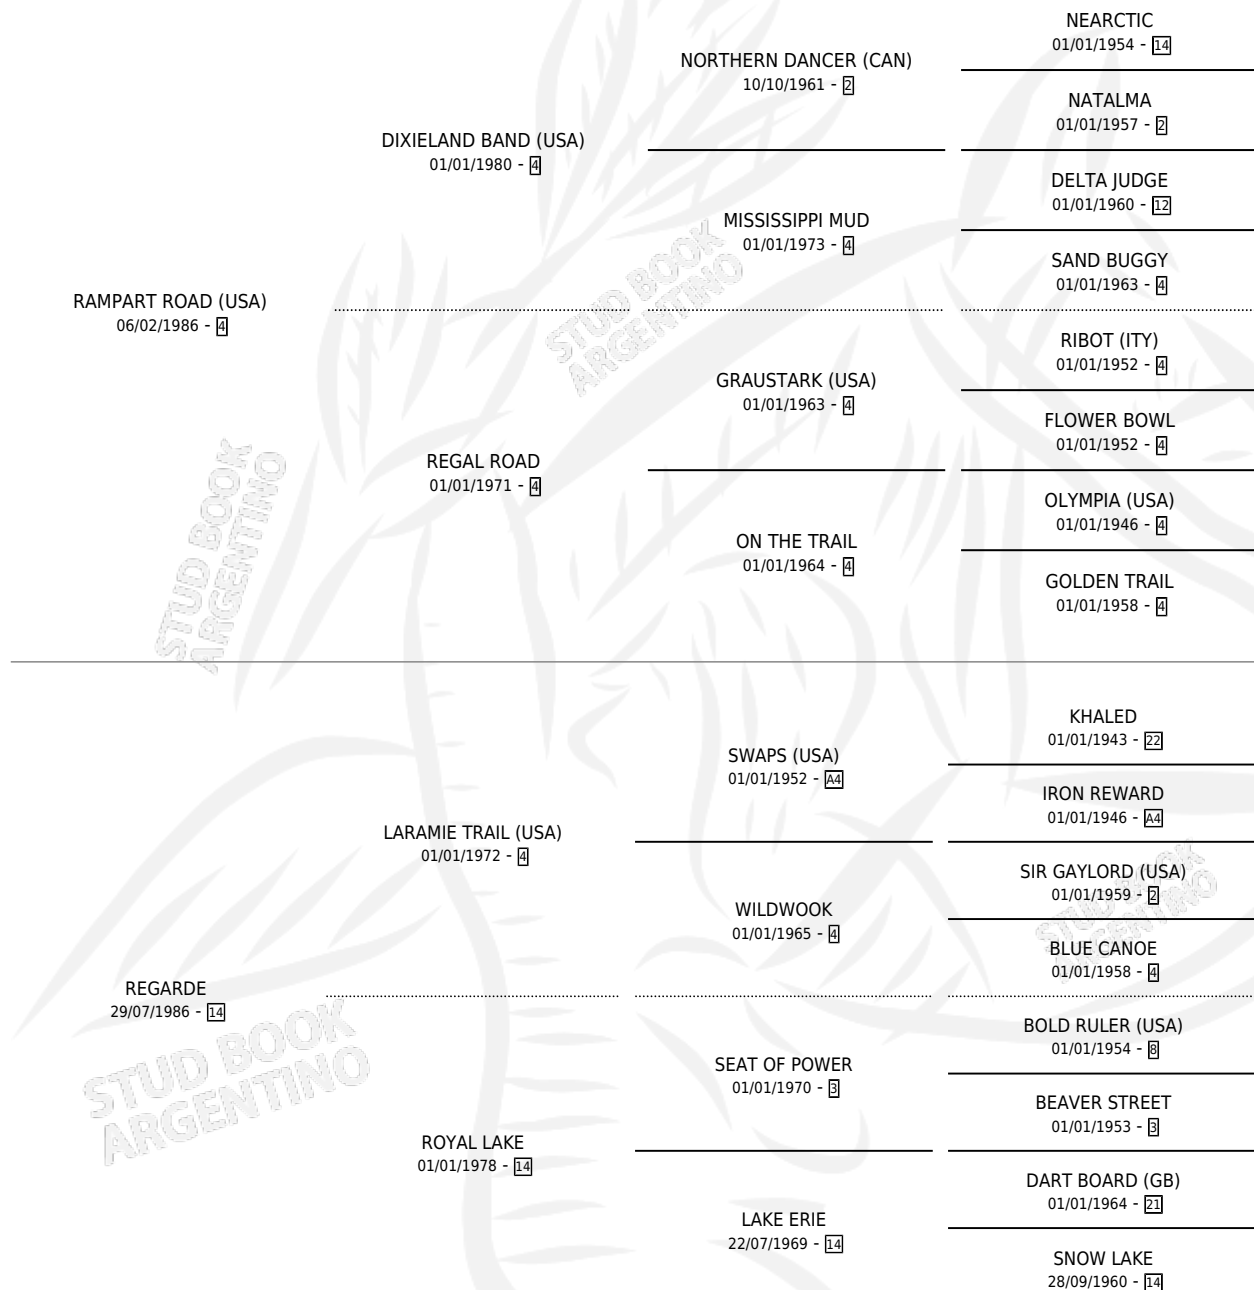 NEARCTIC
01/01/1954 - 14
NORTHERN DANCER (CAN)
10/10/1961 - 2
NATALMA
01/01/1957 - 2
DIXIELAND BAND (USA)
01/01/1980 - 4
DELTA JUDGE
01/01/1960 - 12
MISSISSIPPI MUD
01/01/1973 - 4
SAND BUGGY
01/01/1963 - 4
RAMPART ROAD (USA)
06/02/1986 - 4
STUD BOOK
ARGENTINO
RIBOT (ITY)
01/01/1952 - 4
GRAUSTARK (USA)
01/01/1963 - 4
FLOWER BOWL
01/01/1952 - 4
REGAL ROAD
01/01/1971 - 4
OLYMPIA (USA)
01/01/1946 - 4
ON THE TRAIL
01/01/1964 - 4
GOLDEN TRAIL
01/01/1958 - 4
STUD BOOK
ARGENTINO
KHALED
01/01/1943 - 22
SWAPS (USA)
01/01/1952 - A4
IRON REWARD
01/01/1946 - A4
LARAMIE TRAIL (USA)
01/01/1972 - 4
SIR GAYLORD (USA)
01/01/1959 - 2
STUD BOOK
ARGENTINO
WILDWOOK
01/01/1965 - 4
BLUE CANOE
01/01/1958 - 4
REGARDE
29/07/1986 - 14
STUD BOOK
ARGENTINO
BOLD RULER (USA)
01/01/1954 - 8
SEAT OF POWER
01/01/1970 - 3
BEAVER STREET
01/01/1953 - 3
ROYAL LAKE
01/01/1978 - 14
DART BOARD (GB)
01/01/1964 - 21
LAKE ERIE
22/07/1969 - 14
SNOW LAKE
28/09/1960 - 14